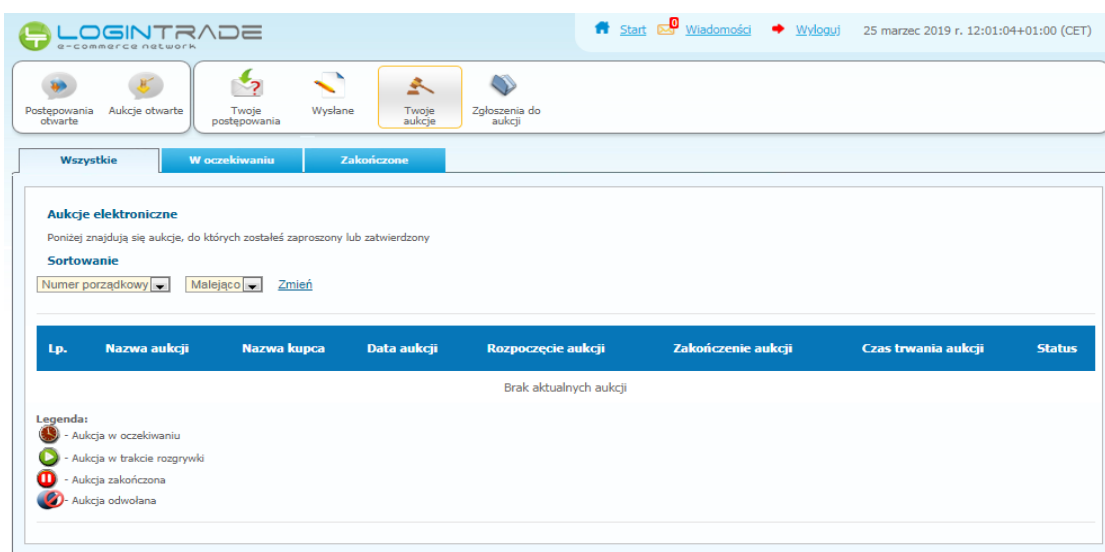 LOGINTRADE
e-commerce network
0
Start Wiadomości Wyloguj 25 marzec 2019 r. 12:01:04+01:00 (CET)
Postępowania otwarte
Aukcje otwarte
Twoje postępowania
Wysłane
Twoje aukcje
Zgłoszenia do aukcji
Wszystkie W oczekiwaniu Zakończone
Aukcje elektroniczne
Poniżej znajdują się aukcje, do których zostałeś zaproszony lub zatwierdzony
Sortowanie
Numer porządkowy Malejąco Zmień
Lp. Nazwa aukcji Nazwa kupca Data aukcji Rozpoczęcie aukcji Zakończenie aukcji Czas trwania aukcji Status
Brak aktualnych aukcji
Legenda:
- Aukcja w oczekiwaniu
- Aukcja w trakcie rozgrywki
- Aukcja zakończona
- Aukcja odwołana